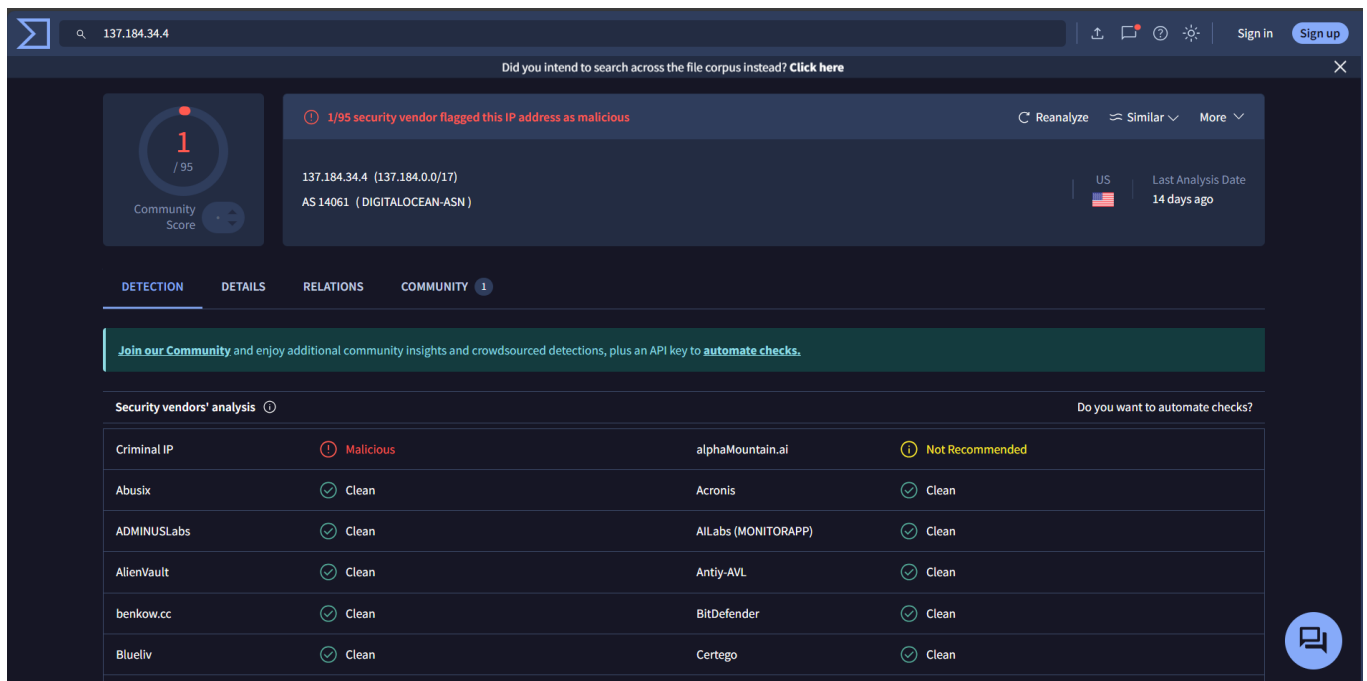 137.184.34.4
Sign in
Sign up
Did you intend to search across the file corpus instead? Click here
1
/ 95
Community
Score
1/95 security vendor flagged this IP address as malicious
Reanalyze
Similar
More
137.184.34.4 (137.184.0.0/17)
AS 14061 ( DIGITALOCEAN-ASN )
US
Last Analysis Date
14 days ago
DETECTION
DETAILS
RELATIONS
COMMUNITY 1
Join our Community and enjoy additional community insights and crowdsourced detections, plus an API key to automate checks.
Security vendors' analysis
Do you want to automate checks?
Criminal IP Malicious alphaMountain.ai Not Recommended
Abusix Clean Acronis Clean
ADMINUSLabs Clean AILabs (MONITORAPP) Clean
AlienVault Clean Antiy-AVL Clean
benkow.cc Clean BitDefender Clean
Blueliv Clean Certego Clean